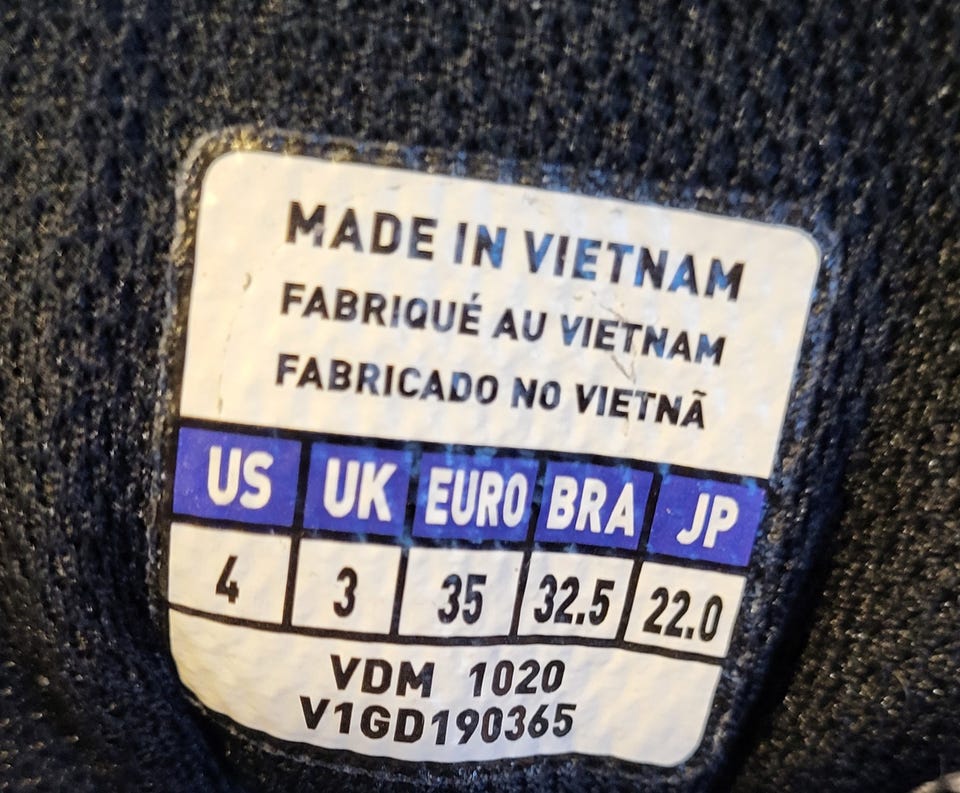 MADE IN VIETNAM
FABRIQUÉ AU VIETNAM
FABRICADO NO VIETNÃ
US UK EURO BRA JP
4 3 35 32.5 22.0
VDM 1020
V1GD190365